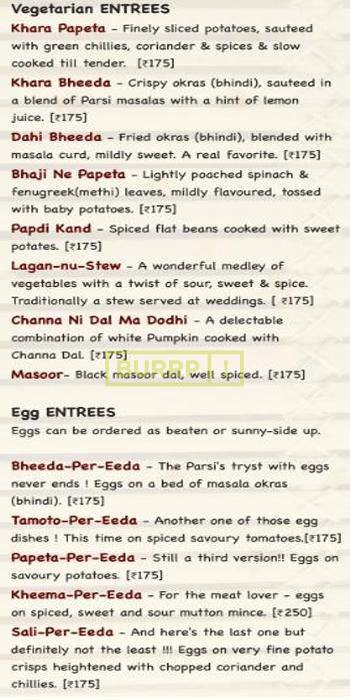 Vegetarian ENTREES
Khara Papeta - Finely sliced potatoes, sauteed
with green chillies, coriander & spices & slow
cooked till tender. [₹175]
Khara Bheeda - Crispy okras (bhindi), sauteed in
a blend of Parsi masalas with a hint of lemon
juice. [₹175]
Dahi Bheeda - Fried okras (bhindi), blended with
masala curd, mildly sweet. A real favorite. [₹175]
Bhaji Ne Papeta - Lightly poached spinach &
fenugreek(methi) leaves, mildly flavoured, tossed
with baby potatoes. [₹175]
Papdi Kand - Spiced flat beans cooked with sweet
potates. [₹175]
Lagan-nu-Stew - A wonderful medley of
vegetables with a twist of sour, sweet & spice.
Traditionally a stew served at weddings. [ ₹175]
Channa Ni Dal Ma Dodhi - A delectable
combination of white Pumpkin cooked with
Channa Dal. [₹175]
BURRP!
Masoor- Black masoor dal, well spiced. [₹175]
Egg ENTREES
Eggs can be ordered as beaten or sunny-side up.
Bheeda-Per-Eeda - The Parsi's tryst with eggs
never ends ! Eggs on a bed of masala okras
(bhindi). [₹175]
Tamoto-Per-Eeda - Another one of those egg
dishes ! This time on spiced savoury tomatoes.[₹175]
Papeta-Per-Eeda - Still a third version!! Eggs on
savoury potatoes. [₹175]
Kheema-Per-Eeda - For the meat lover - eggs
on spiced, sweet and sour mutton mince. [₹250]
Sali-Per-Eeda - And here's the last one but
definitely not the least !!! Eggs on very fine potato
crisps heightened with chopped coriander and
chillies. [₹175]